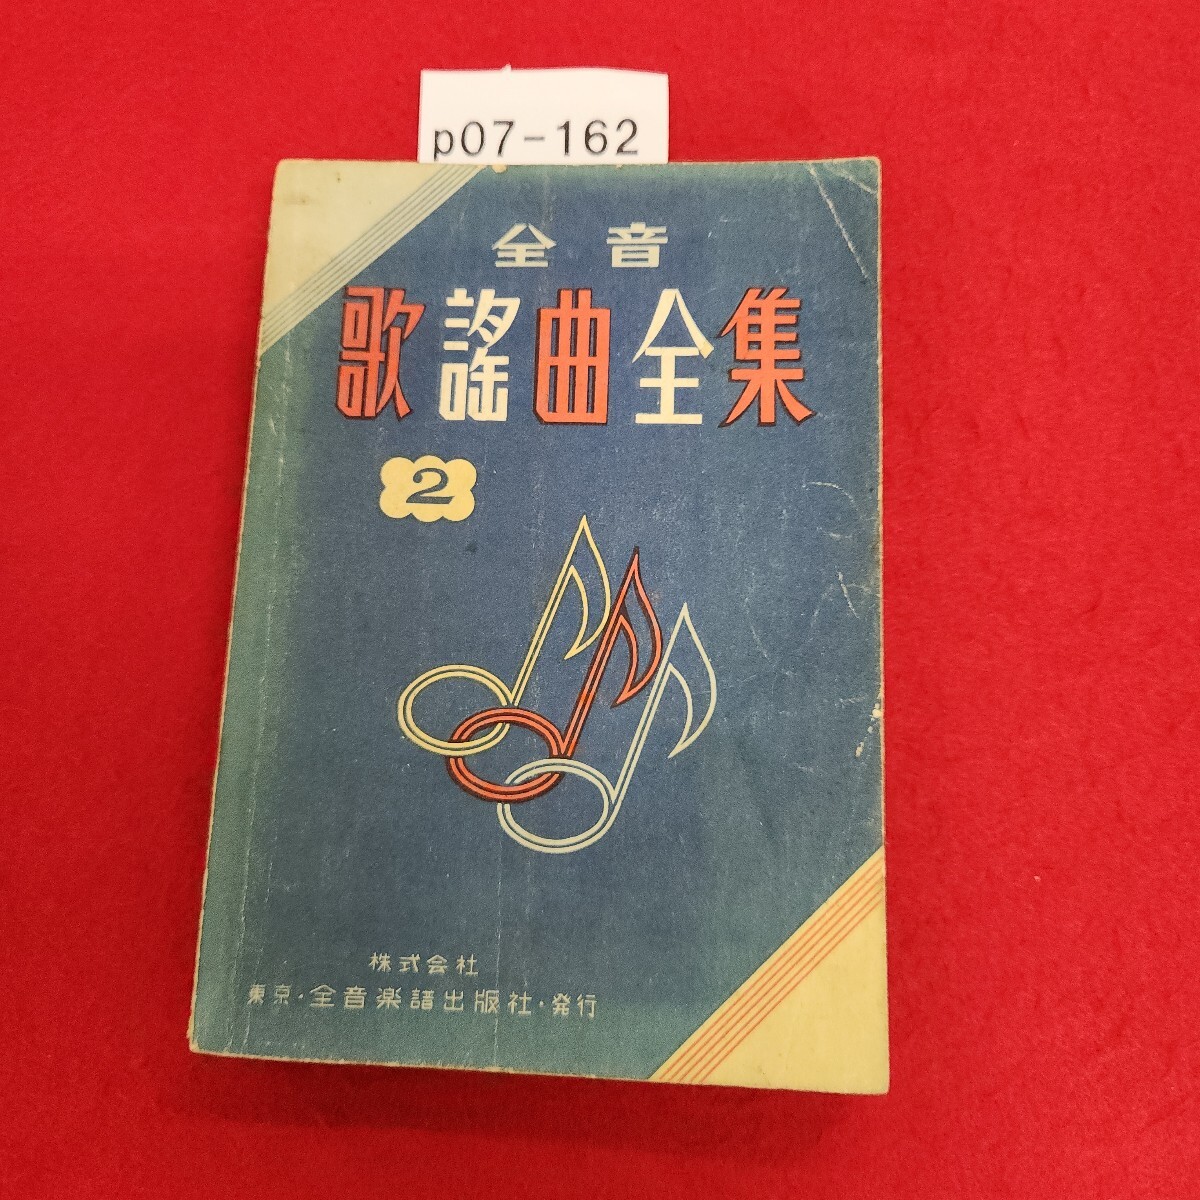 p07-162
全音
歌謡曲全集
2
株式会社
東京・全音楽譜出版社・発行